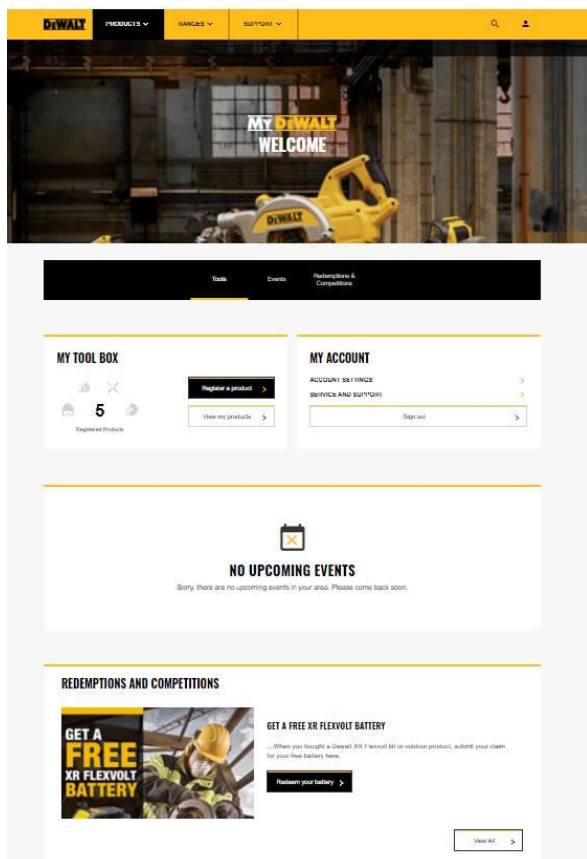 DEWALT
PRODUCTS
RANGES
SUPPORT
MY DEWALT
WELCOME
DEWALT
Tools
Events
Redemptions &
Competitions
MY TOOL BOX
5
Registered Products
Register a product
View my products
MY ACCOUNT
ACCOUNT SETTINGS
SERVICE AND SUPPORT
Sign out
NO UPCOMING EVENTS
Sorry, there are no upcoming events in your area. Please come back soon.
REDEMPTIONS AND COMPETITIONS
GET A
FREE
XR FLEXVOLT
BATTERY
GET A FREE XR FLEXVOLT BATTERY
...When you bought a Dewalt XR Flexvolt kit or outdoor product, submit your claim
for your free battery here.
Redeem your battery
View All